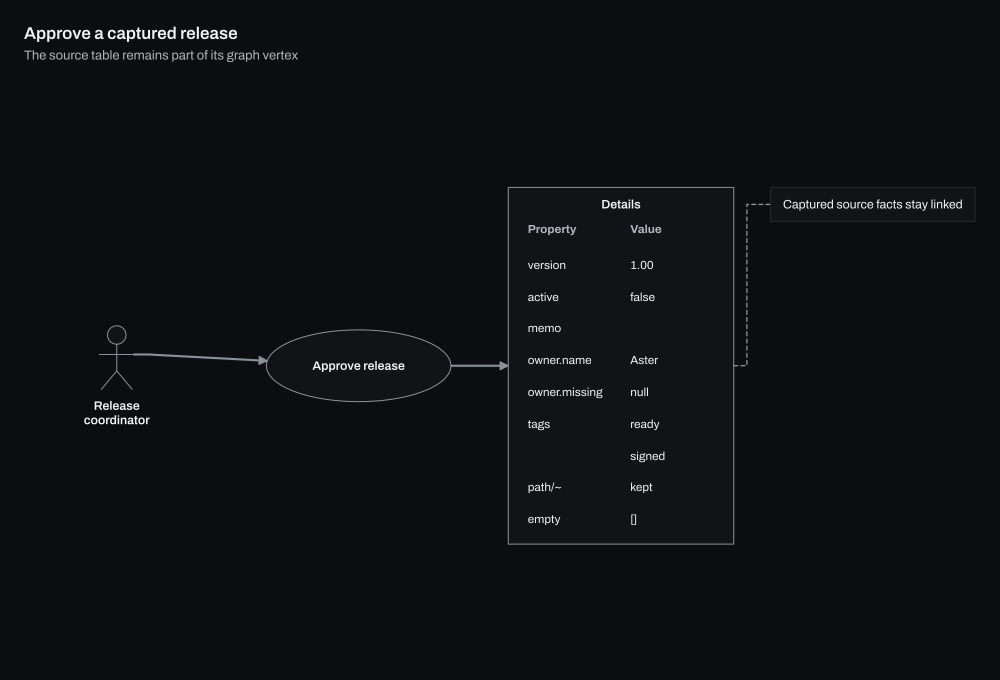 Approve a captured release
The source table remains part of its graph vertex
Release
coordinator
Approve release
Details
Property Value
version 1.00
active false
memo
owner.name Aster
owner.missing null
tags ready
signed
path/~ kept
empty []
Captured source facts stay linked